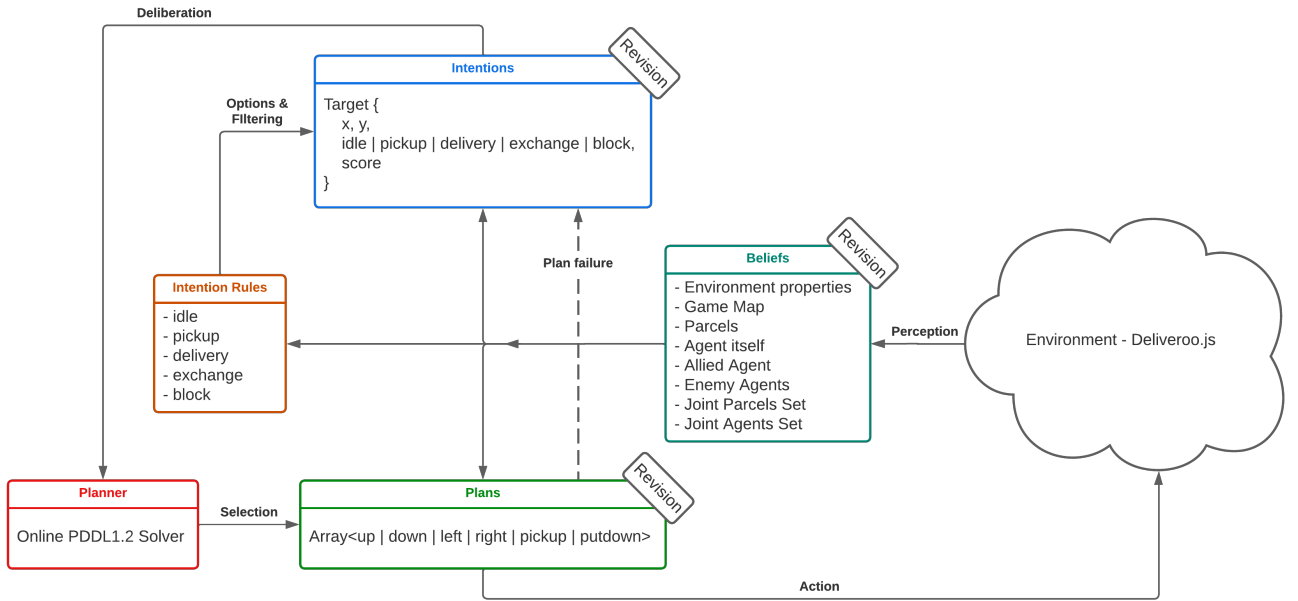 Deliberation
Revision
Intentions
Options &
FIltering
Target {
x, y,
idle | pickup | delivery | exchange | block,
score
}
Revision
Plan failure
Beliefs
Intention Rules
- idle
- pickup
- delivery
- exchange
- block
- Environment properties
- Game Map
- Parcels
- Agent itself
- Allied Agent
- Enemy Agents
- Joint Parcels Set
- Joint Agents Set
Perception
Environment - Deliveroo.js
Revision
Planner
Online PDDL1.2 Solver
Selection
Plans
Array<up | down | left | right | pickup | putdown>
Action